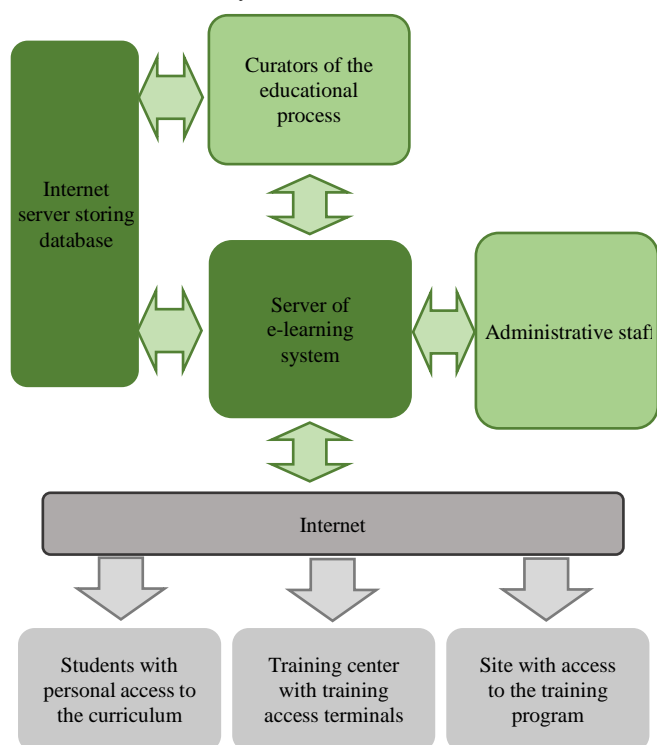 Curators of the
educational
process
Internet
server storing
database
Server of
e-learning
system
Administrative staff
Internet
Students with
personal access to
the curriculum
Training center
with training
access terminals
Site with access
to the training
program